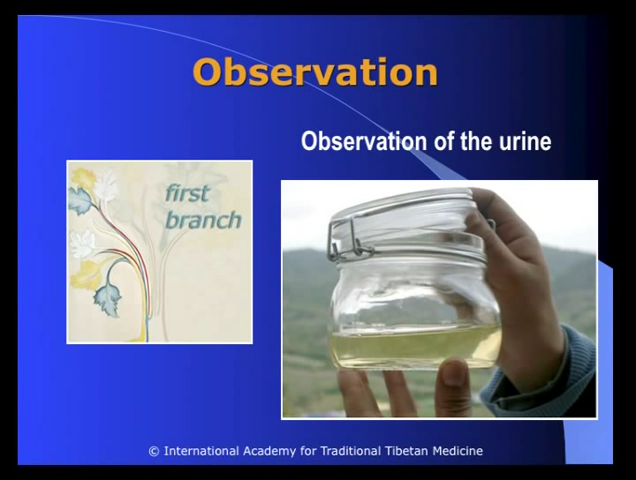 Observation
Observation of the urine
first
branch
© International Academy for Traditional Tibetan Medicine